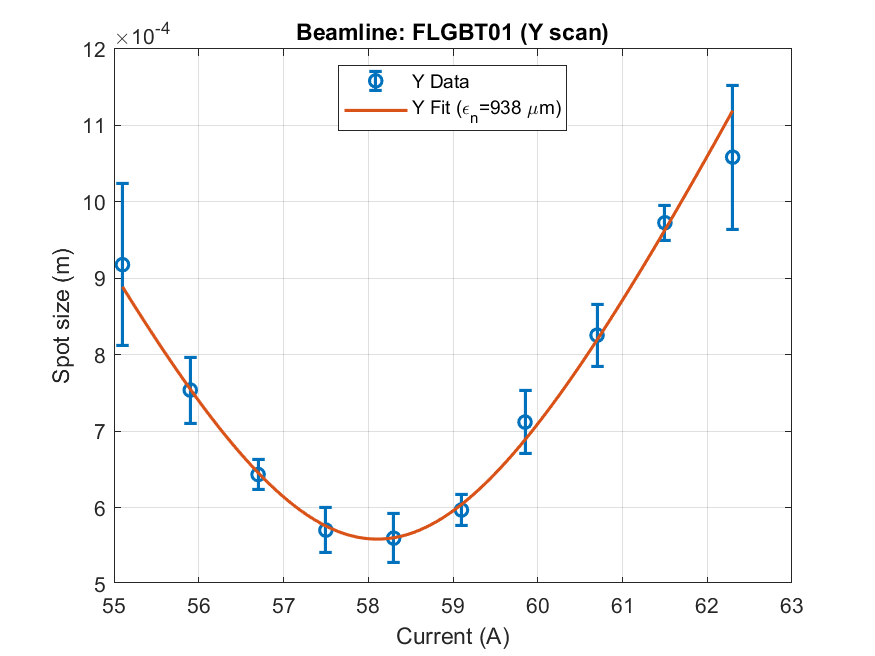 Beamline: FLGBT01 (Y scan)
×10⁻⁴
Y Data
Y Fit (ϵₙ=938 μm)
12
11
10
9
8
7
6
5
Spot size (m)
55 56 57 58 59 60 61 62 63
Current (A)